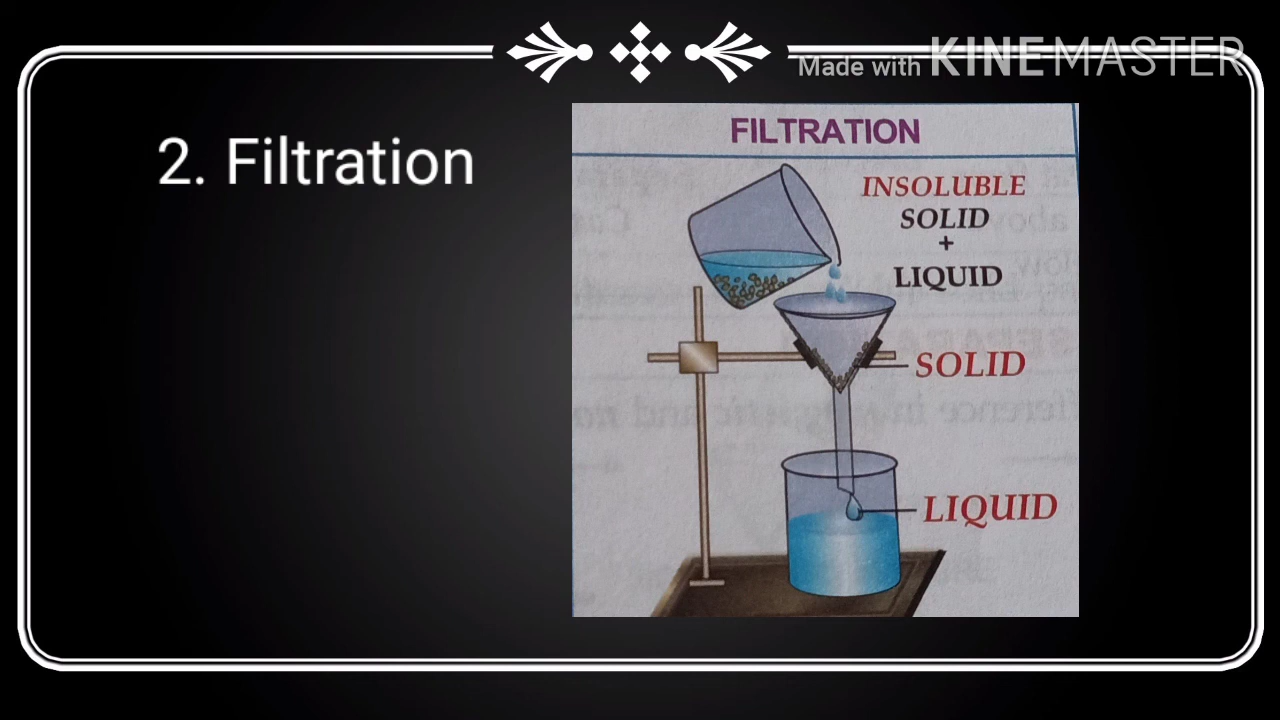 Made with KINEMASTER
2. Filtration
FILTRATION
INSOLUBLE
SOLID
+
LIQUID
SOLID
LIQUID